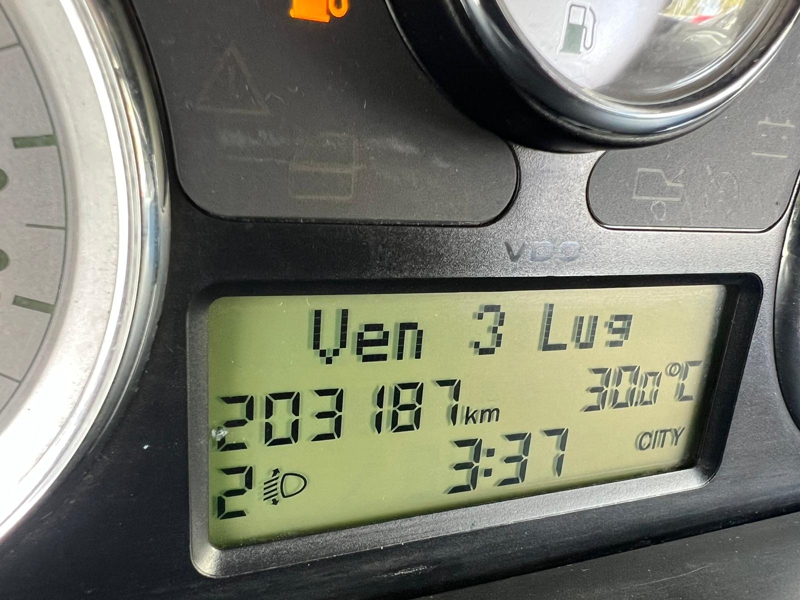 VDO
Ven 3 Lug
203187km 30.0°C
2 3:37 CITY